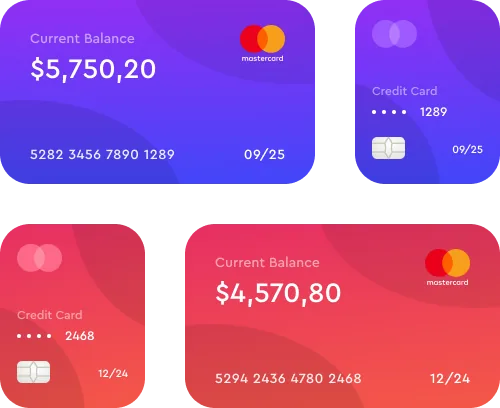 Current Balance
$5,750,20
mastercard
5282 3456 7890 1289
09/25
Credit Card
•••• 1289
09/25
Credit Card
•••• 2468
12/24
Current Balance
$4,570,80
mastercard
5294 2436 4780 2468
12/24